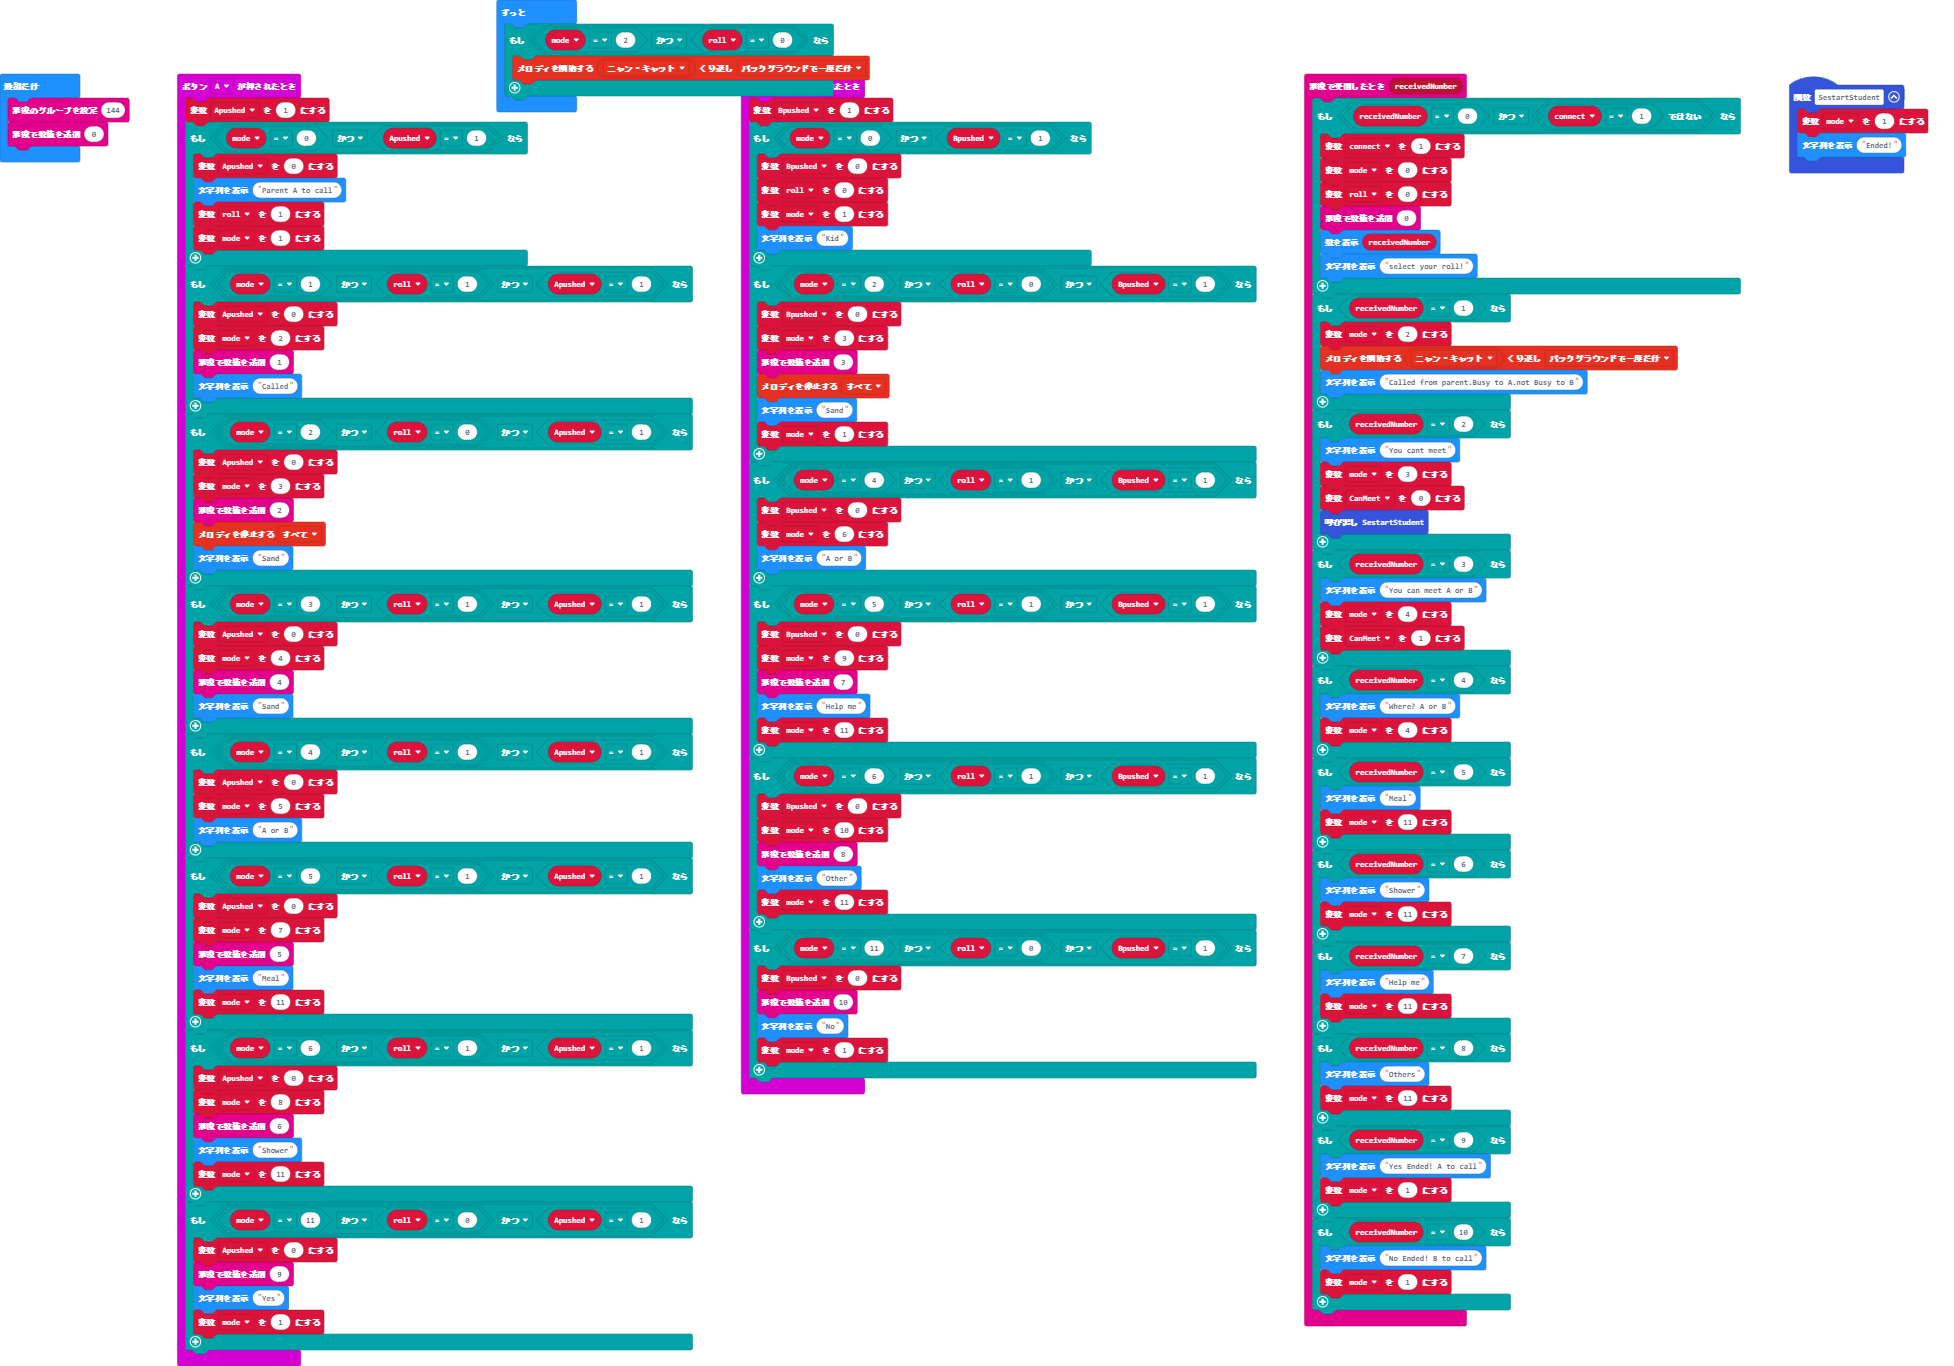 最初だけ
無線のグループを設定 144
無線で数値を送信 0
ボタン A が押されたとき
変数 Apushed を 1 にする
もし mode = 0 かつ Apushed = 1 なら
変数 Apushed を 0 にする
文字列を表示 "Parent A to call"
変数 roll を 1 にする
変数 mode を 1 にする
もし mode = 1 かつ roll = 1 かつ Apushed = 1 なら
変数 Apushed を 0 にする
変数 mode を 2 にする
無線で数値を送信 1
文字列を表示 "Called"
もし mode = 2 かつ roll = 0 かつ Apushed = 1 なら
変数 Apushed を 0 にする
変数 mode を 3 にする
無線で数値を送信 2
メロディを停止する すべて
文字列を表示 "Sand"
もし mode = 3 かつ roll = 1 かつ Apushed = 1 なら
変数 Apushed を 0 にする
変数 mode を 4 にする
無線で数値を送信 4
文字列を表示 "Sand"
もし mode = 4 かつ roll = 1 かつ Apushed = 1 なら
変数 Apushed を 0 にする
変数 mode を 5 にする
文字列を表示 "A or B"
もし mode = 5 かつ roll = 1 かつ Apushed = 1 なら
変数 Apushed を 0 にする
変数 mode を 7 にする
無線で数値を送信 5
文字列を表示 "Meal"
変数 mode を 11 にする
もし mode = 6 かつ roll = 1 かつ Apushed = 1 なら
変数 Apushed を 0 にする
変数 mode を 8 にする
無線で数値を送信 6
文字列を表示 "Shower"
変数 mode を 11 にする
もし mode = 11 かつ roll = 0 かつ Apushed = 1 なら
変数 Apushed を 0 にする
無線で数値を送信 9
文字列を表示 "Yes"
変数 mode を 1 にする
ずっと
もし mode = 2 かつ roll = 0 なら
メロディを開始する ニャン・キャット くり返し バックグラウンドで一度だけ
たとき
変数 Bpushed を 1 にする
もし mode = 0 かつ Bpushed = 1 なら
変数 Bpushed を 0 にする
変数 roll を 0 にする
変数 mode を 1 にする
文字列を表示 "Kid"
もし mode = 2 かつ roll = 0 かつ Bpushed = 1 なら
変数 Bpushed を 0 にする
変数 mode を 3 にする
無線で数値を送信 3
メロディを停止する すべて
文字列を表示 "Sand"
変数 mode を 1 にする
もし mode = 4 かつ roll = 1 かつ Bpushed = 1 なら
変数 Bpushed を 0 にする
変数 mode を 6 にする
文字列を表示 "A or B"
もし mode = 5 かつ roll = 1 かつ Bpushed = 1 なら
変数 Bpushed を 0 にする
変数 mode を 9 にする
無線で数値を送信 7
文字列を表示 "Help me"
変数 mode を 11 にする
もし mode = 6 かつ roll = 1 かつ Bpushed = 1 なら
変数 Bpushed を 0 にする
変数 mode を 10 にする
無線で数値を送信 8
文字列を表示 "Other"
変数 mode を 11 にする
もし mode = 11 かつ roll = 0 かつ Bpushed = 1 なら
変数 Bpushed を 0 にする
無線で数値を送信 10
文字列を表示 "No"
変数 mode を 1 にする
無線で受信したとき receivedNumber
もし receivedNumber = 0 かつ connect = 1 ではない なら
変数 connect を 1 にする
変数 mode を 0 にする
変数 roll を 0 にする
無線で数値を送信 0
数を表示 receivedNumber
文字列を表示 "select your roll!"
もし receivedNumber = 1 なら
変数 mode を 2 にする
メロディを開始する ニャン・キャット くり返し バックグラウンドで一度だけ
文字列を表示 "Called from parent.Busy to A.not Busy to B"
もし receivedNumber = 2 なら
文字列を表示 "You cant meet"
変数 mode を 3 にする
変数 CanMeet を 0 にする
呼び出し SestartStudent
もし receivedNumber = 3 なら
文字列を表示 "You can meet A or B"
変数 mode を 4 にする
変数 CanMeet を 1 にする
もし receivedNumber = 4 なら
文字列を表示 "Where? A or B"
変数 mode を 4 にする
もし receivedNumber = 5 なら
文字列を表示 "Meal"
変数 mode を 11 にする
もし receivedNumber = 6 なら
文字列を表示 "Shower"
変数 mode を 11 にする
もし receivedNumber = 7 なら
文字列を表示 "Help me"
変数 mode を 11 にする
もし receivedNumber = 8 なら
文字列を表示 "Others"
変数 mode を 11 にする
もし receivedNumber = 9 なら
文字列を表示 "Yes Ended! A to call"
変数 mode を 1 にする
もし receivedNumber = 10 なら
文字列を表示 "No Ended! B to call"
変数 mode を 1 にする
関数 SestartStudent
変数 mode を 1 にする
文字列を表示 "Ended!"